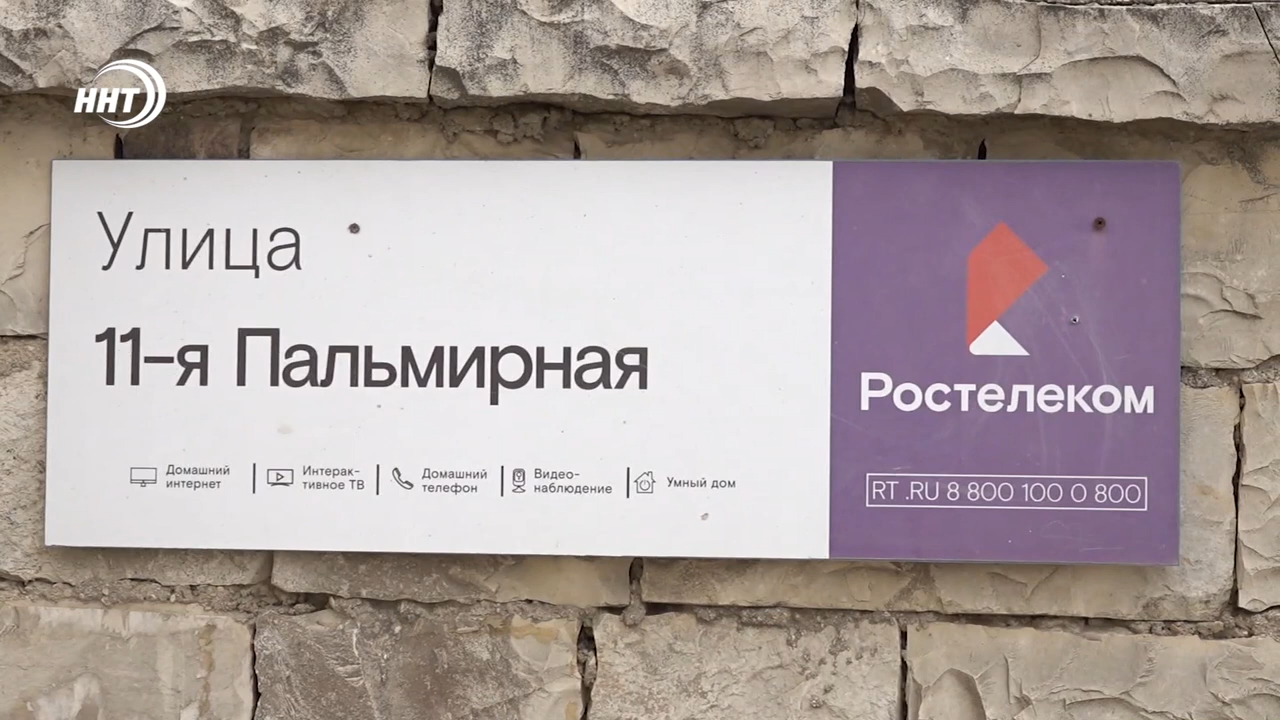 ННТ
Улица
11-я Пальмирная
Домашний
интернет
Интерак-
тивное ТВ
Домашний
телефон
Видео-
наблюдение
Умный дом
Ростелеком
RT .RU 8 800 100 0 800